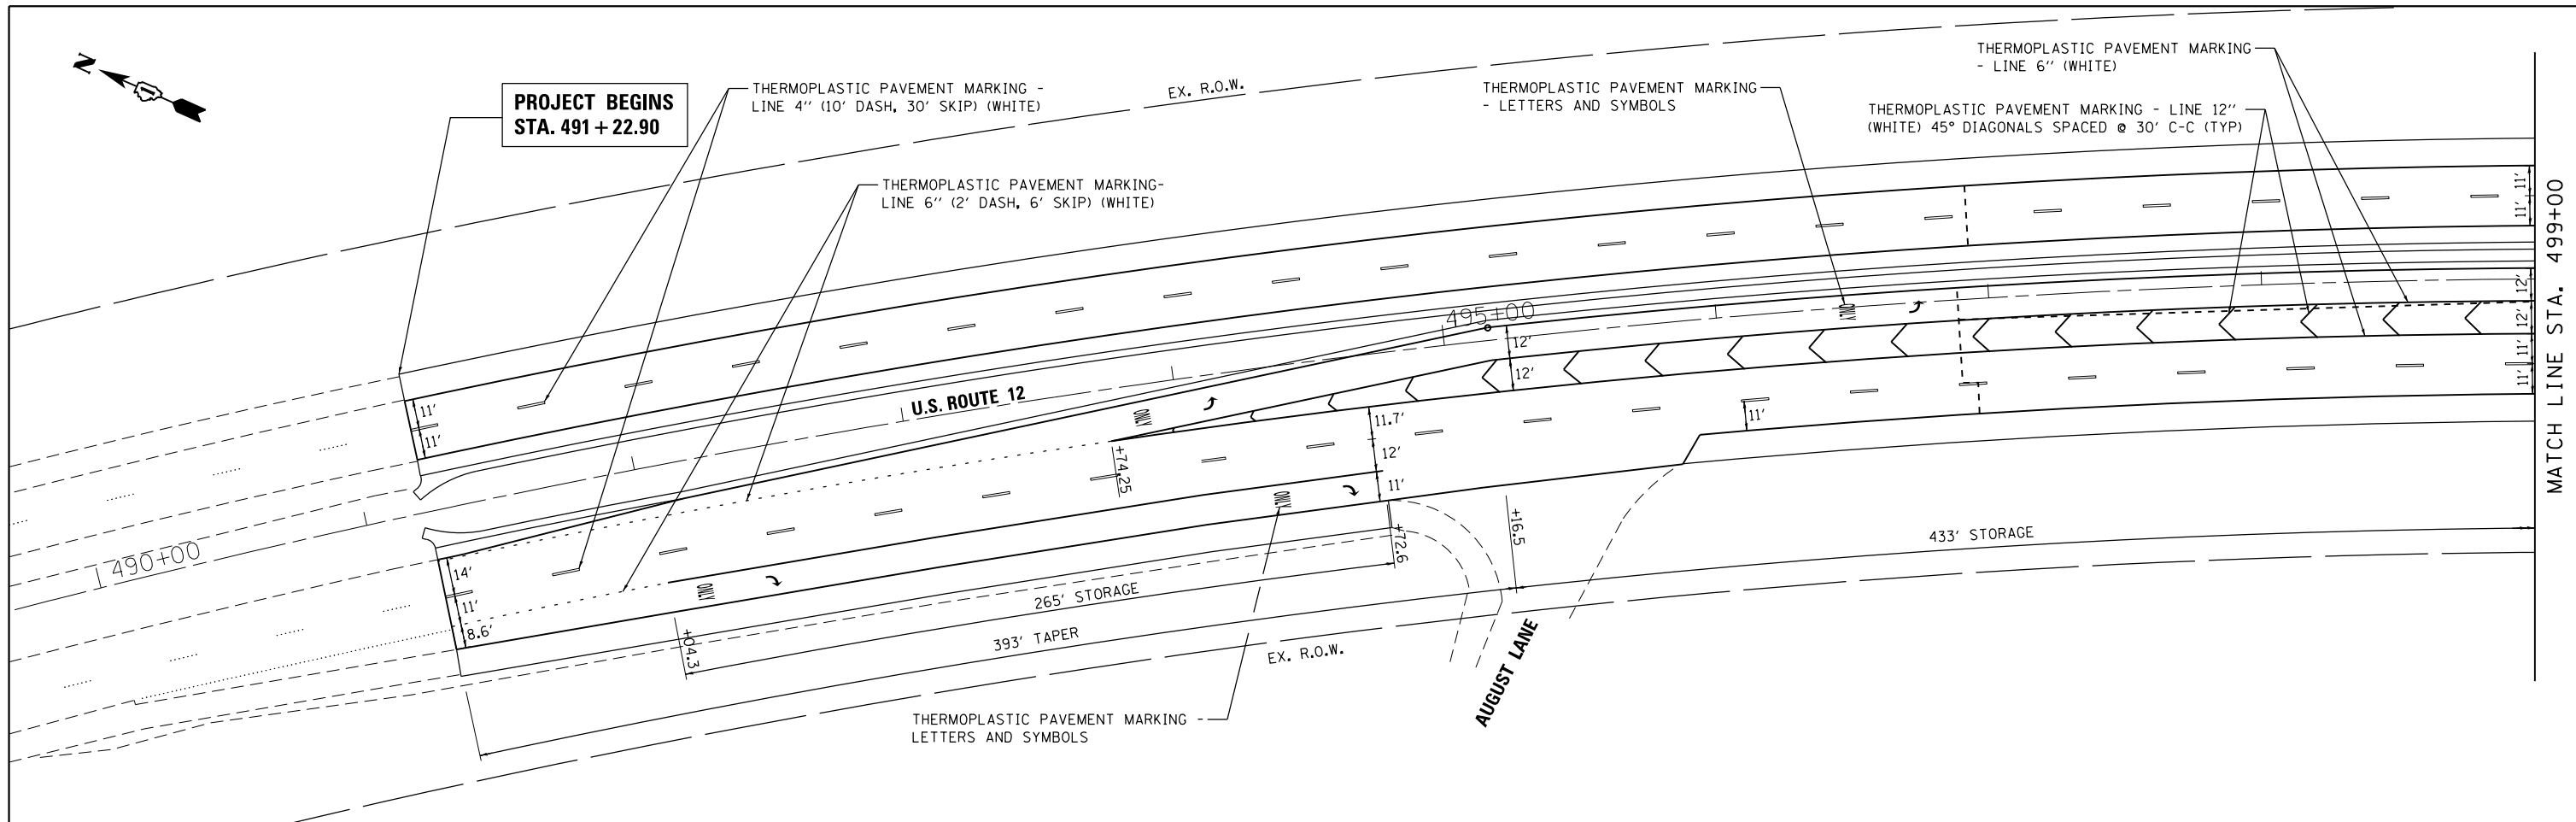 N
PROJECT BEGINS
STA. 491 + 22.90
THERMOPLASTIC PAVEMENT MARKING -
LINE 4'' (10' DASH, 30' SKIP) (WHITE)
EX. R.O.W.
THERMOPLASTIC PAVEMENT MARKING
- LETTERS AND SYMBOLS
THERMOPLASTIC PAVEMENT MARKING
- LINE 6'' (WHITE)
THERMOPLASTIC PAVEMENT MARKING - LINE 12''
(WHITE) 45° DIAGONALS SPACED @ 30' C-C (TYP)
THERMOPLASTIC PAVEMENT MARKING-
LINE 6'' (2' DASH, 6' SKIP) (WHITE)
11'
11'
MATCH LINE STA. 499+00
12'
12'
11'
11'
495+00
ONLY
12'
12'
U.S. ROUTE 12
11'
11'
ONLY
11.7'
12'
11'
11'
+74.25
ONLY
490+00
14'
11'
8.6'
ONLY
+04.3
+72.6
+16.5
433' STORAGE
265' STORAGE
393' TAPER
EX. R.O.W.
AUGUST LANE
THERMOPLASTIC PAVEMENT MARKING -
LETTERS AND SYMBOLS